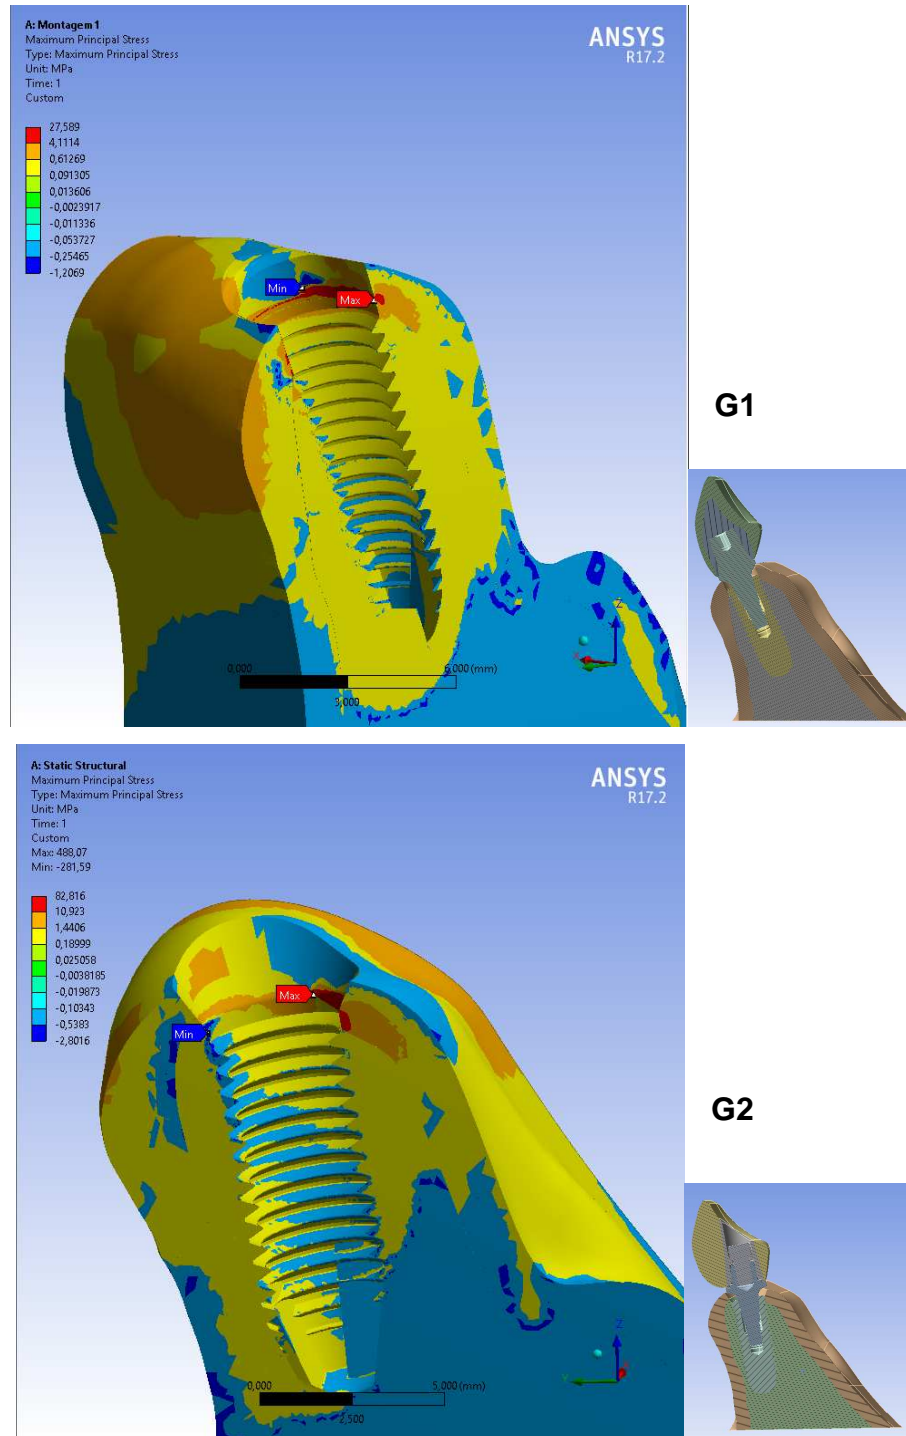 A: Montagem 1
Maximum Principal Stress
Type: Maximum Principal Stress
Unit: MPa
Time: 1
Custom
ANSYS
R17.2
27,589
4,1114
0,61269
0,091305
0,013606
-0,0023917
-0,011336
-0,053727
-0,25465
-1,2069
Min
Max
G1
Z
0,000
6,000 (mm)
3,000
A: Static Structural
Maximum Principal Stress
Type: Maximum Principal Stress
Unit: MPa
Time: 1
Custom
Max: 488,07
Min: -281,59
ANSYS
R17.2
82,816
10,923
1,4406
0,18999
0,025058
-0,0038185
-0,019873
-0,10343
-0,5383
-2,8016
Max
Min
G2
Z
0,000
5,000 (mm)
2,500